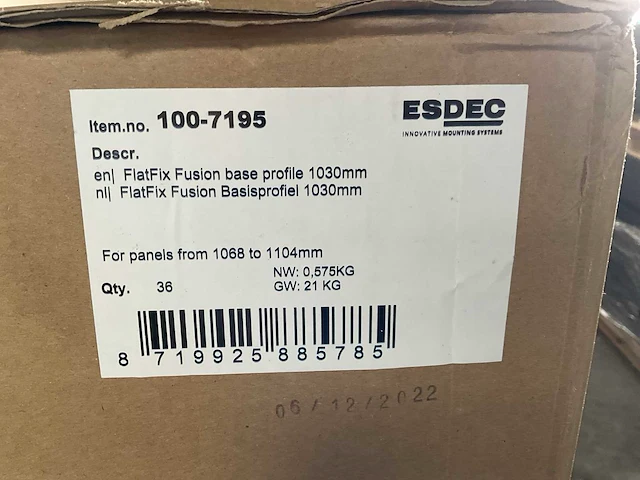 Item.no. 100-7195
ESDEC
INNOVATIVE MOUNTING SYSTEMS
Descr.
en| FlatFix Fusion base profile 1030mm
nl| FlatFix Fusion Basisprofiel 1030mm
For panels from 1068 to 1104mm
NW: 0,575KG
Qty. 36 GW: 21 KG
8 719925 885785
06/12/2022